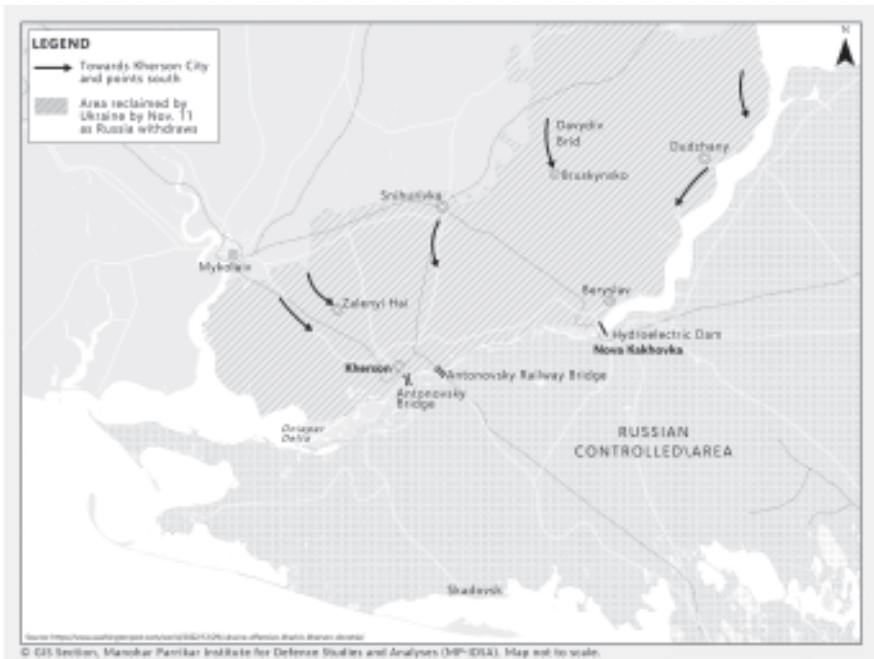 LEGEND
Towards Kherson City
and points south
Area reclaimed by
Ukraine by Nov. 11
as Russia withdraws
N
Davydiv
Brid
Dudchany
Bruskynsko
Snihurivka
Mykolaiv
Zalenyi Hai
Beryslav
Hydroelectric Dam
Nova Kakhovka
Kherson
Antonovsky Railway Bridge
Antonovsky
Bridge
Dnieper
Delta
RUSSIAN
CONTROLLED\AREA
Skadovsk
© GIS Section, Manohar Parrikar Institute for Defence Studies and Analyses (MP-IDSA). Map not to scale.